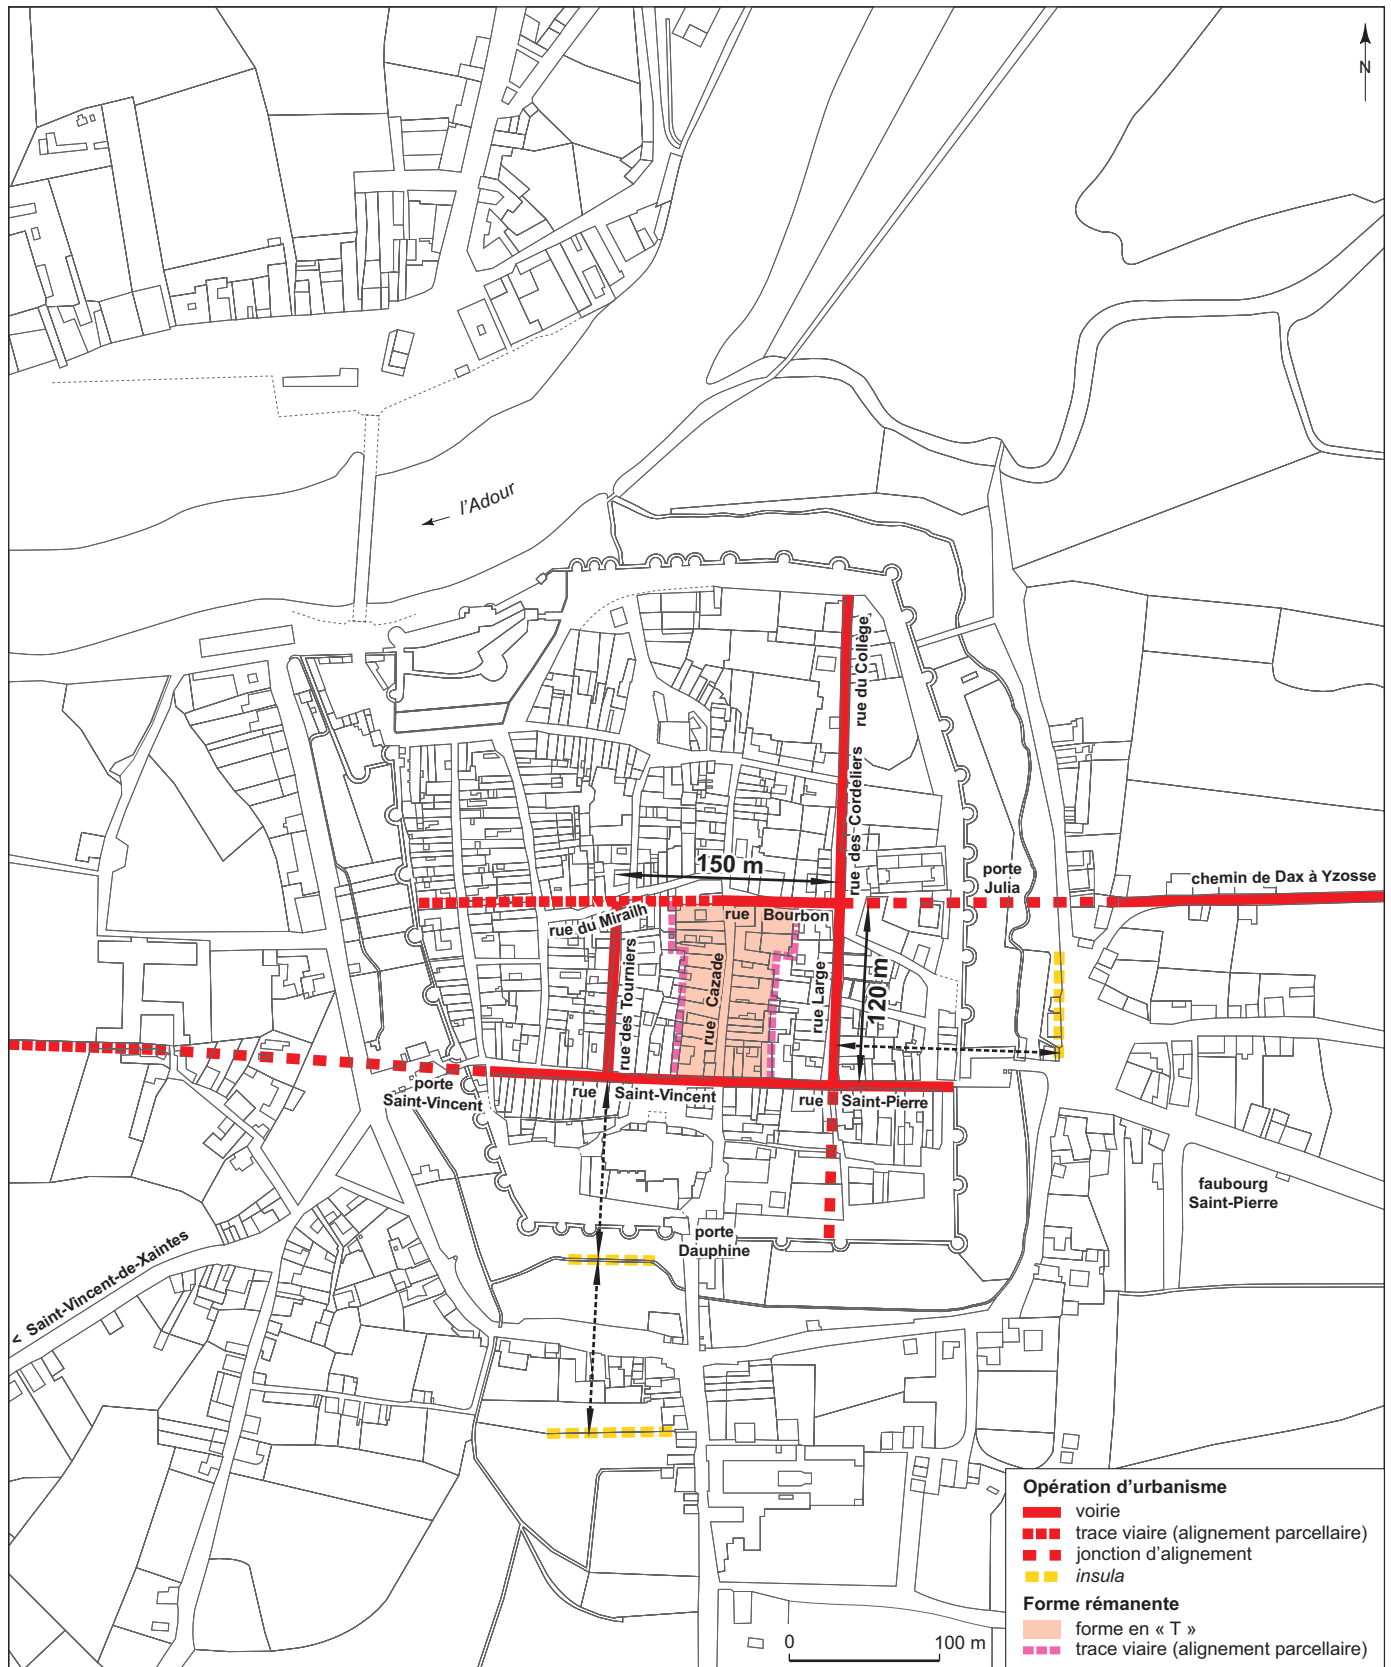 N
l'Adour
rue du Collège
rue des Cordeliers
150 m
porte
Julia
chemin de Dax à Yzosse
rue du Mirailh
rue Bourbon
rue des Tourniers
rue Cazade
rue Large
120 m
porte
Saint-Vincent
rue Saint-Vincent
rue Saint-Pierre
faubourg
Saint-Pierre
porte
Dauphine
< Saint-Vincent-de-Xaintes
Opération d'urbanisme
voirie
trace viaire (alignement parcellaire)
jonction d'alignement
insula
Forme rémanente
forme en « T »
trace viaire (alignement parcellaire)
0 100 m